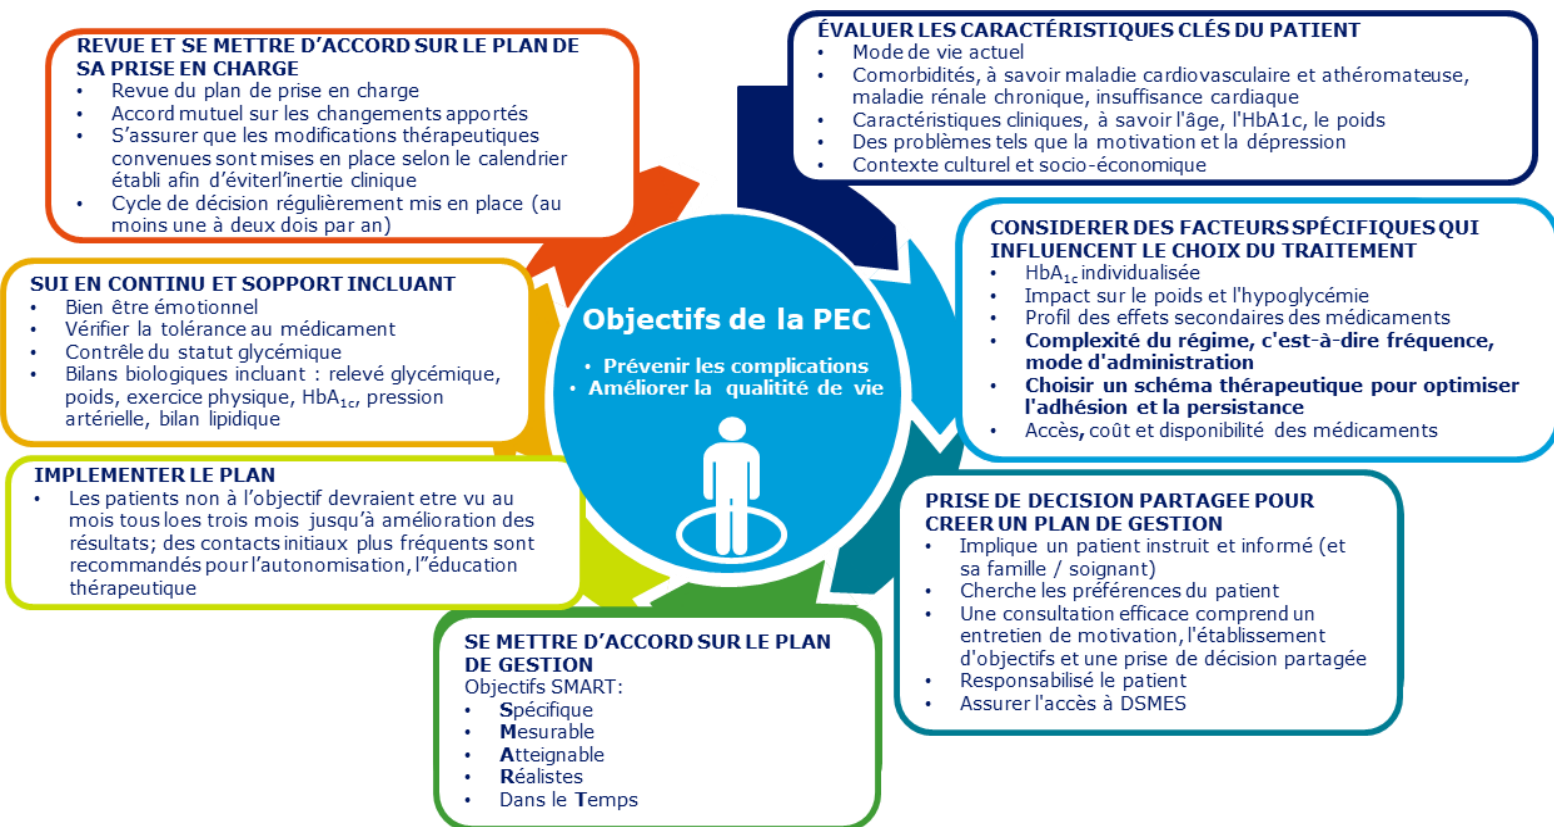 ÉVALUER LES CARACTÉRISTIQUES CLÉS DU PATIENT
• Mode de vie actuel
• Comorbidités, à savoir maladie cardiovasculaire et athéromateuse,
maladie rénale chronique, insuffisance cardiaque
• Caractéristiques cliniques, à savoir l'âge, l'HbA1c, le poids
• Des problèmes tels que la motivation et la dépression
• Contexte culturel et socio-économique
CONSIDERER DES FACTEURS SPÉCIFIQUES QUI
INFLUENCENT LE CHOIX DU TRAITEMENT
• HbA1c individualisée
• Impact sur le poids et l'hypoglycémie
• Profil des effets secondaires des médicaments
• Complexité du régime, c'est-à-dire fréquence,
mode d'administration
• Choisir un schéma thérapeutique pour optimiser
l'adhésion et la persistance
• Accès, coût et disponibilité des médicaments
PRISE DE DECISION PARTAGEE POUR
CREER UN PLAN DE GESTION
• Implique un patient instruit et informé (et
sa famille / soignant)
• Cherche les préférences du patient
• Une consultation efficace comprend un
entretien de motivation, l'établissement
d'objectifs et une prise de décision partagée
• Responsabilisé le patient
• Assurer l'accès à DSMES
SE METTRE D’ACCORD SUR LE PLAN
DE GESTION
Objectifs SMART:
• Spécifique
• Mesurable
• Atteignable
• Réalistes
• Dans le Temps
IMPLEMENTER LE PLAN
• Les patients non à l’objectif devraient etre vu au
mois tous loes trois mois jusqu’à amélioration des
résultats; des contacts initiaux plus fréquents sont
recommandés pour l’autonomisation, l’’éducation
thérapeutique
SUI EN CONTINU ET SOPPORT INCLUANT
• Bien être émotionnel
• Vérifier la tolérance au médicament
• Contrêle du statut glycémique
• Bilans biologiques incluant : relevé glycémique,
poids, exercice physique, HbA1c, pression
artérielle, bilan lipidique
REVUE ET SE METTRE D’ACCORD SUR LE PLAN DE
SA PRISE EN CHARGE
• Revue du plan de prise en charge
• Accord mutuel sur les changements apportés
• S’assurer que les modifications thérapeutiques
convenues sont mises en place selon le calendrier
établi afin d’éviterl’inertie clinique
• Cycle de décision régulièrement mis en place (au
moins une à deux dois par an)
Objectifs de la PEC
• Prévenir les complications
• Améliorer la qualitité de vie